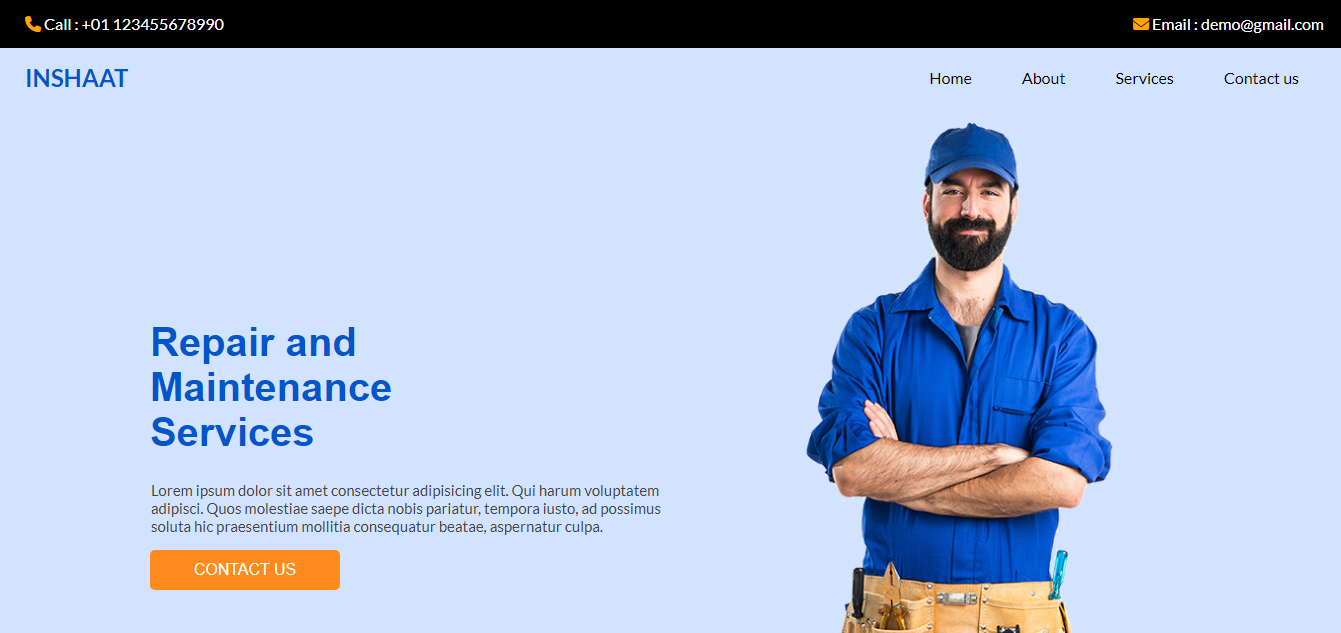 Call : +01 123455678990
Email : demo@gmail.com
INSHAAT
Home
About
Services
Contact us
Repair and
Maintenance
Services
Lorem ipsum dolor sit amet consectetur adipisicing elit. Qui harum voluptatem
adipisci. Quos molestiae saepe dicta nobis pariatur, tempora iusto, ad possimus
soluta hic praesentium mollitia consequatur beatae, aspernatur culpa.
CONTACT US